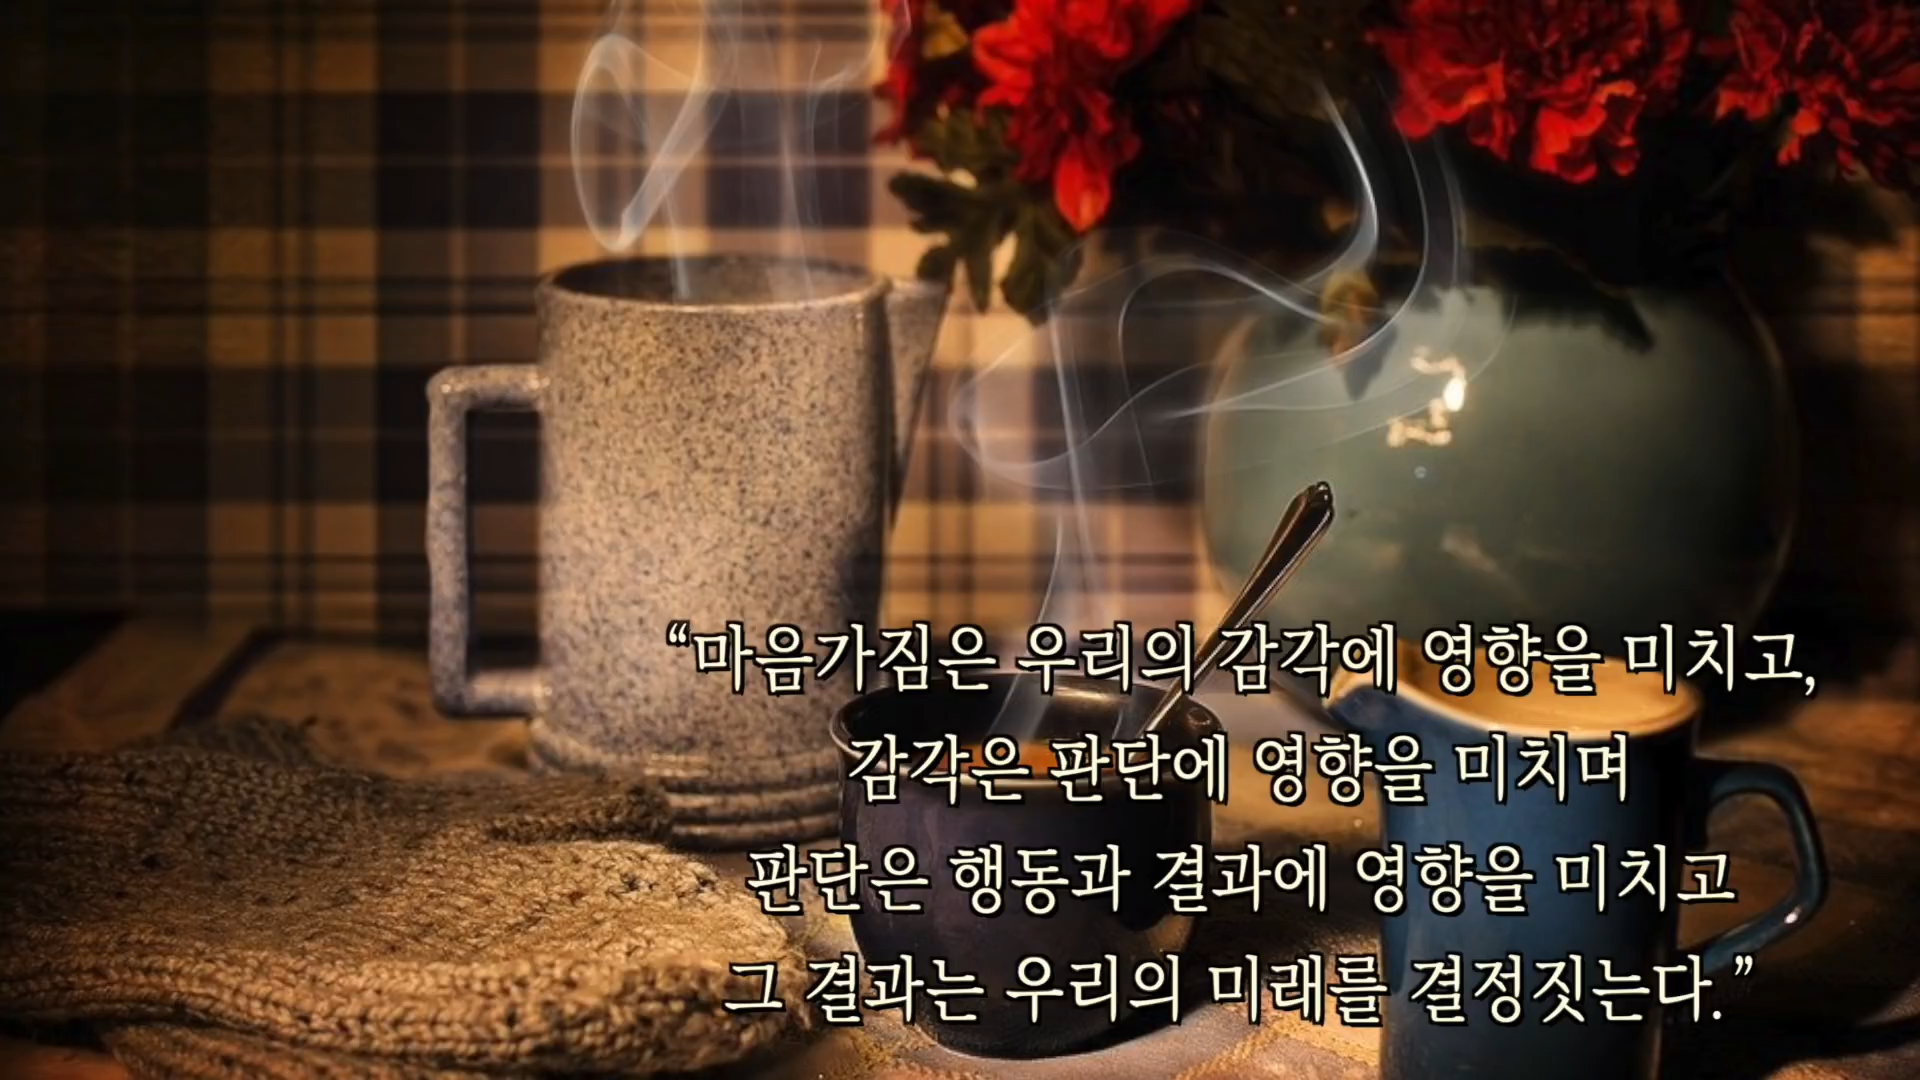 “마음가짐은 우리의 감각에 영향을 미치고,
감각은 판단에 영향을 미치며
판단은 행동과 결과에 영향을 미치고
그 결과는 우리의 미래를 결정짓는다.”